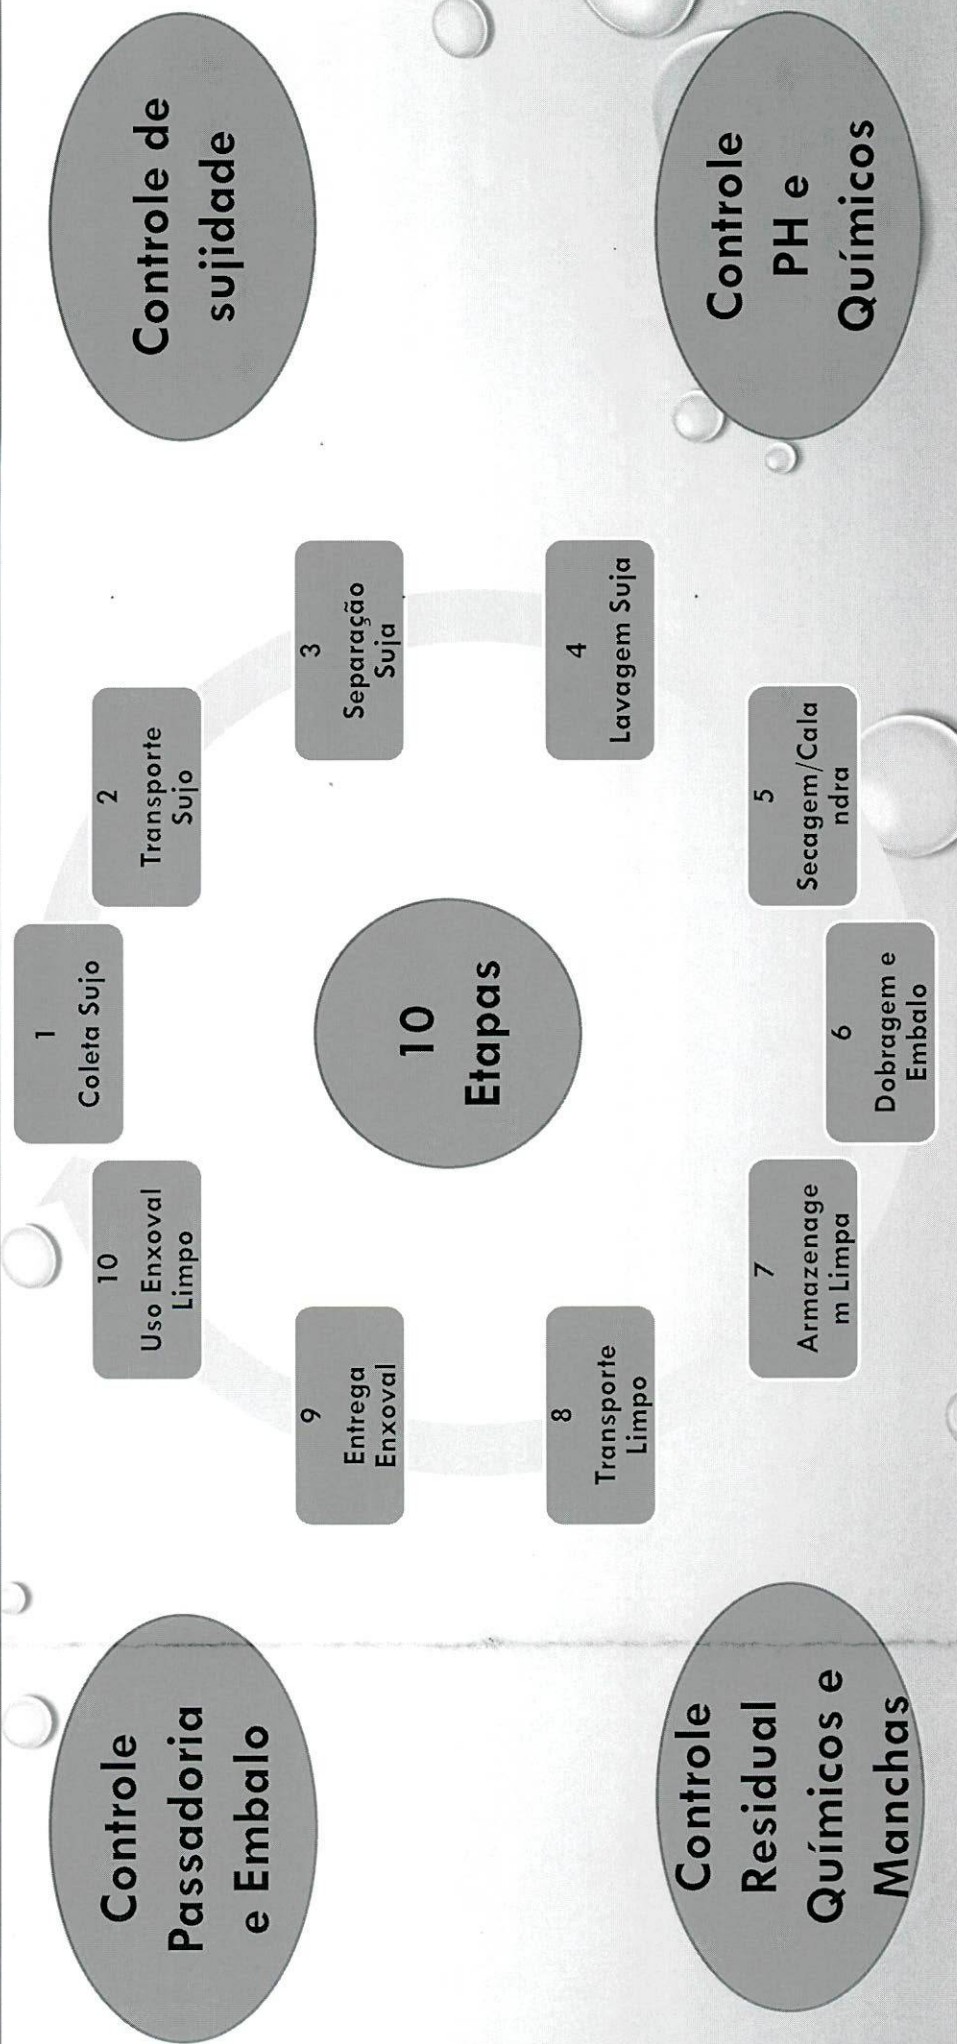 Controle
Passadoria
e Embalo
Controle de
sujidade
1
Coleta Sujo
2
Transporte
Sujo
3
Separação
Suja
4
Lavagem Suja
5
Secagem/Cala
ndra
6
Dobragem e
Embalo
7
Armazenage
m Limpa
8
Transporte
Limpo
9
Entrega
Enxoval
10
Uso Enxoval
Limpo
10
Etapas
Controle
Residual
Químicos e
Manchas
Controle
PH e
Químicos